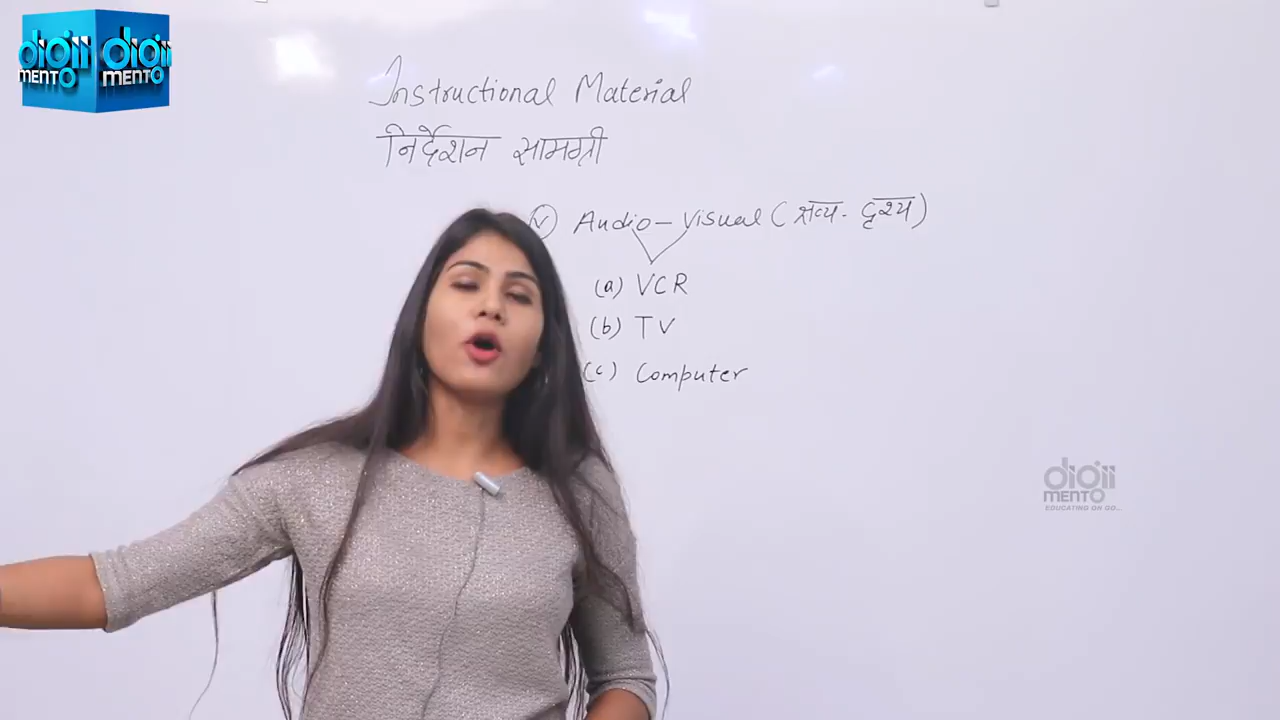 digii
MENTO
digii
MENTO
Instructional Material
निर्देशन सामग्री
Audio-Visual (श्रव्य- दृश्य)
(a) VCR
(b) TV
(c) Computer
digii
MENTO
EDUCATING ON GO...